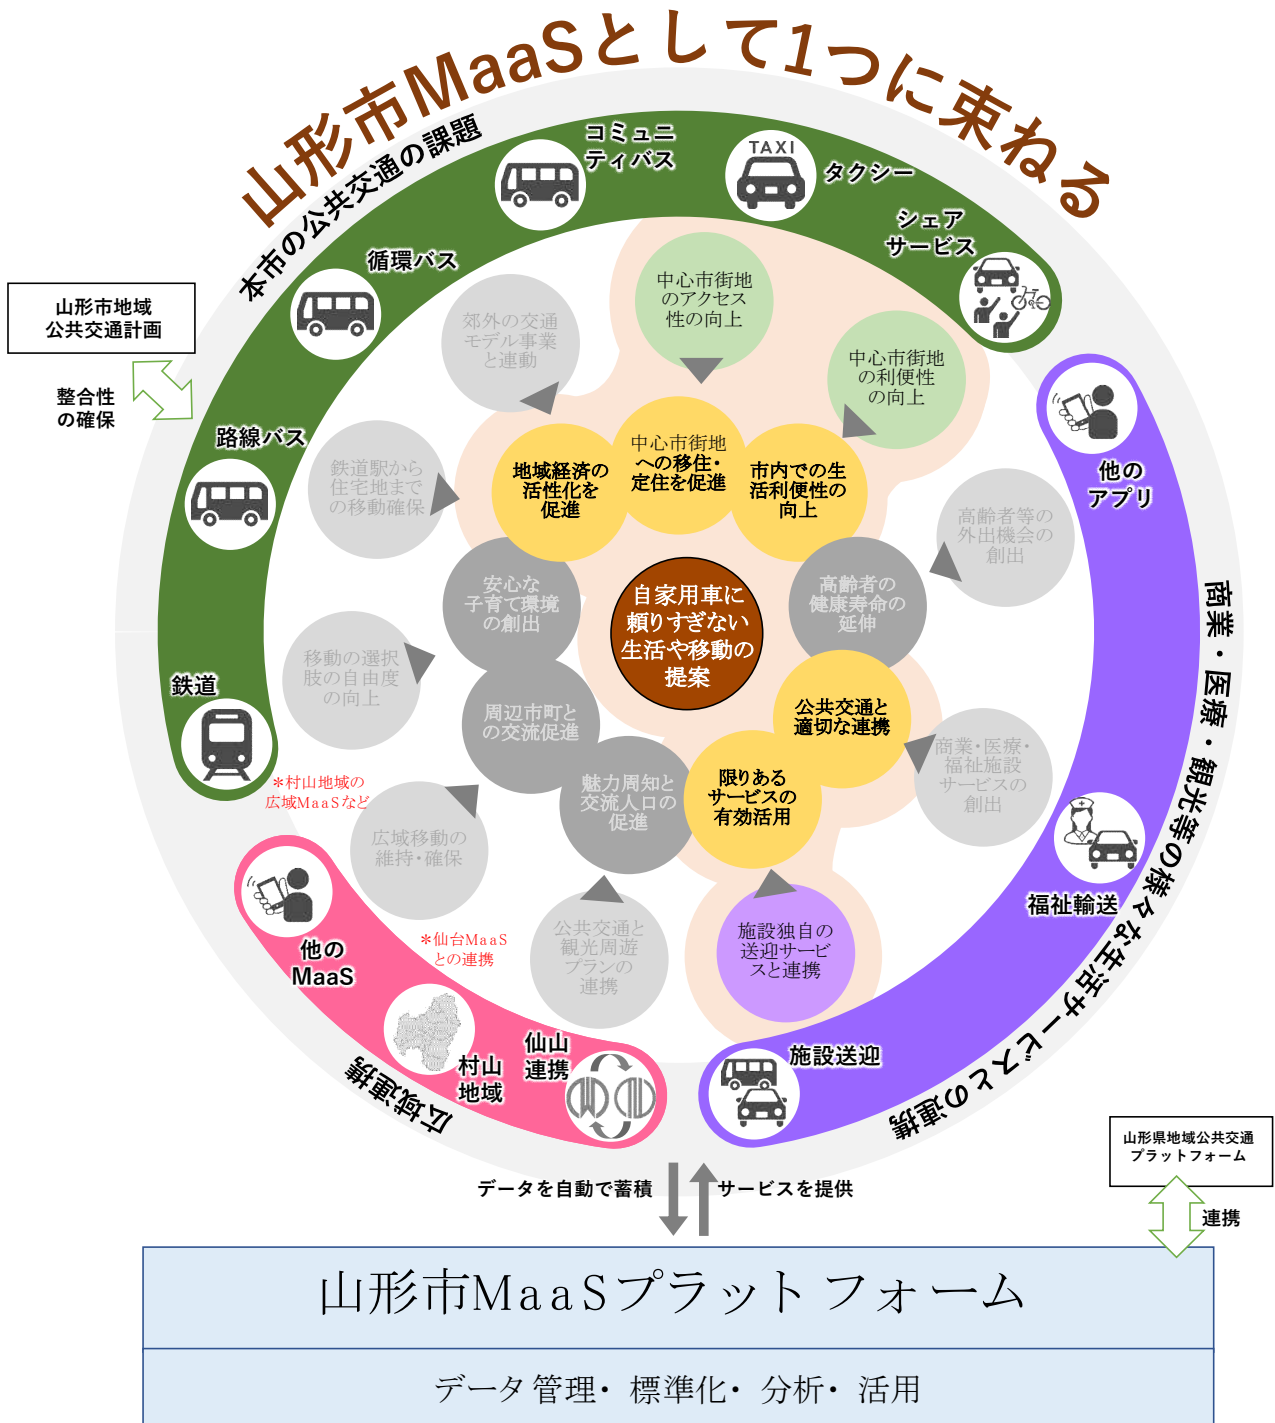 山形市MaaSとして1つに束ねる
本市の公共交通の課題
コミュニ
ティバス
TAXI
タクシー
シェア
サービス
循環バス
山形市地域
公共交通計画
整合性
の確保
路線バス
鉄道
中心市街地
のアクセス
性の向上
郊外の交通
モデル事業
と連動
中心市街地
の利便性
の向上
鉄道駅から
住宅地まで
の移動確保
地域経済の
活性化を
促進
中心市街地
への移住・
定住を促進
市内での生
活利便性の
向上
他の
アプリ
高齢者等の
外出機会の
創出
安心な
子育て環境
の創出
自家用車に
頼りすぎない
生活や移動の
提案
高齢者の
健康寿命の
延伸
移動の選択
肢の自由度
の向上
周辺市町と
の交流促進
公共交通と
適切な連携
商業・医療・
福祉施設
サービスの
創出
魅力周知と
交流人口の
促進
限りある
サービスの
有効活用
商業・医療・観光等の様々な生活サービスとの連携
*村山地域の
広域MaaSなど
広域移動の
維持・確保
福祉輸送
他の
MaaS
*仙台MaaS
との連携
公共交通と
観光周遊
プランの
連携
施設独自の
送迎サービ
スと連携
村山
地域
仙山
連携
施設送迎
広域連携
データを自動で蓄積
サービスを提供
山形県地域公共交通
プラットフォーム
連携
山形市MaaSプラットフォーム
データ管理・標準化・分析・活用